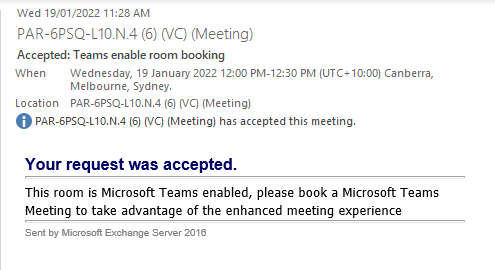 Wed 19/01/2022 11:28 AM
PAR-6PSQ-L10.N.4 (6) (VC) (Meeting)
Accepted: Teams enable room booking
When Wednesday, 19 January 2022 12:00 PM-12:30 PM (UTC+10:00) Canberra,
Melbourne, Sydney.
Location PAR-6PSQ-L10.N.4 (6) (VC) (Meeting)
PAR-6PSQ-L10.N.4 (6) (VC) (Meeting) has accepted this meeting.
Your request was accepted.
This room is Microsoft Teams enabled, please book a Microsoft Teams
Meeting to take advantage of the enhanced meeting experience
Sent by Microsoft Exchange Server 2016